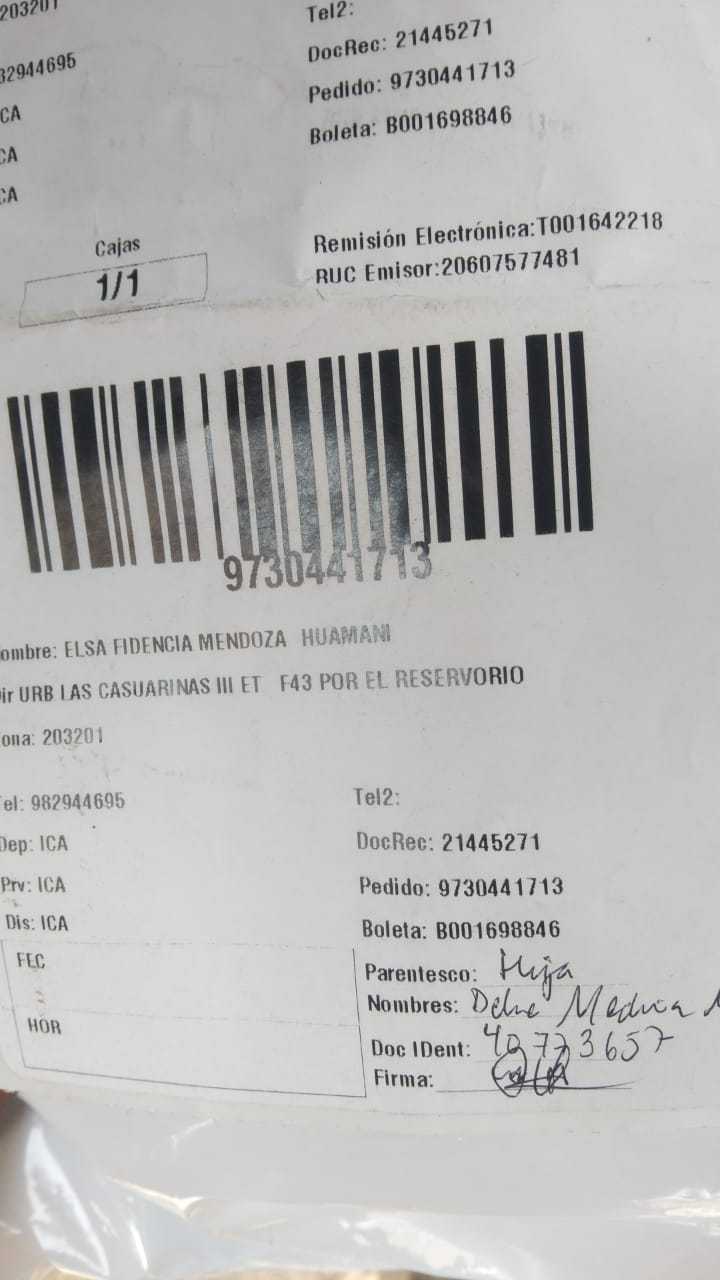 203201
Tel2:
32944695
DocRec: 21445271
CA
Pedido: 9730441713
CA
Boleta: B001698846
CA
Cajas
1/1
Remisión Electrónica:T001642218
RUC Emisor:20607577481
9730441713
ombre: ELSA FIDENCIA MENDOZA HUAMANI
ir URB LAS CASUARINAS III ET F43 POR EL RESERVORIO
ona: 203201
el: 982944695
Tel2:
Dep: ICA
DocRec: 21445271
Prv: ICA
Pedido: 9730441713
Dis: ICA
Boleta: B001698846
FEC
Parentesco: Hija
Nombres:
HOR
Doc IDent: 40773657
Firma: